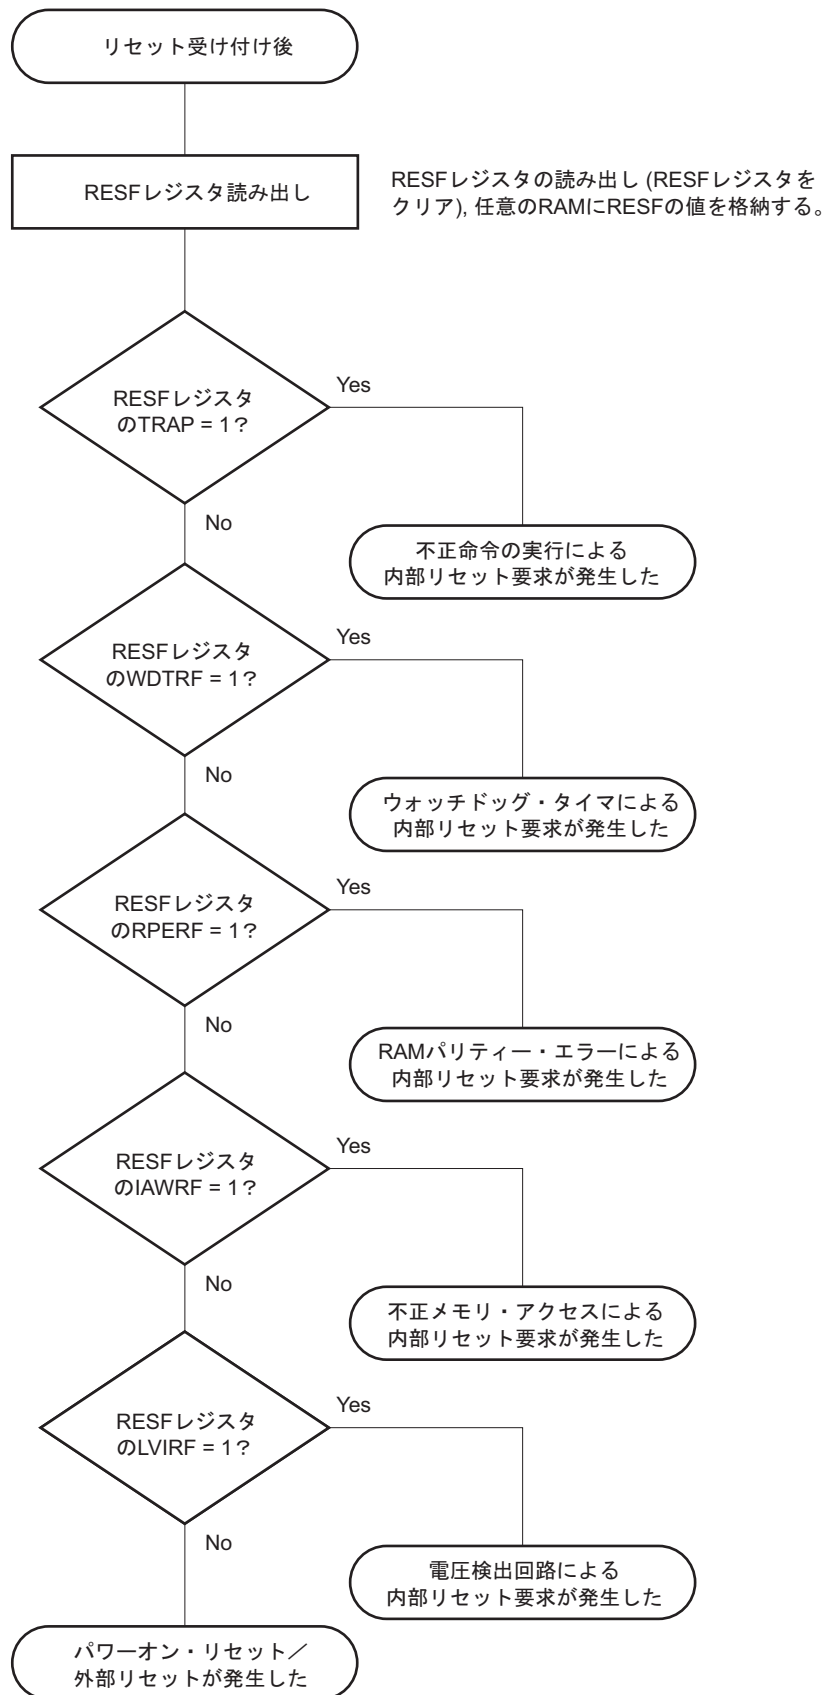 リセット受け付け後
RESFレジスタ読み出し
RESFレジスタの読み出し (RESFレジスタを
クリア), 任意のRAMにRESFの値を格納する。
RESFレジスタ
のTRAP = 1?
Yes
No
不正命令の実行による
内部リセット要求が発生した
RESFレジスタ
のWDTRF = 1?
Yes
No
ウォッチドッグ・タイマによる
内部リセット要求が発生した
RESFレジスタ
のRPERF = 1?
Yes
No
RAMパリティー・エラーによる
内部リセット要求が発生した
RESFレジスタ
のIAWRF = 1?
Yes
No
不正メモリ・アクセスによる
内部リセット要求が発生した
RESFレジスタ
のLVIRF = 1?
Yes
No
電圧検出回路による
内部リセット要求が発生した
パワーオン・リセット/
外部リセットが発生した